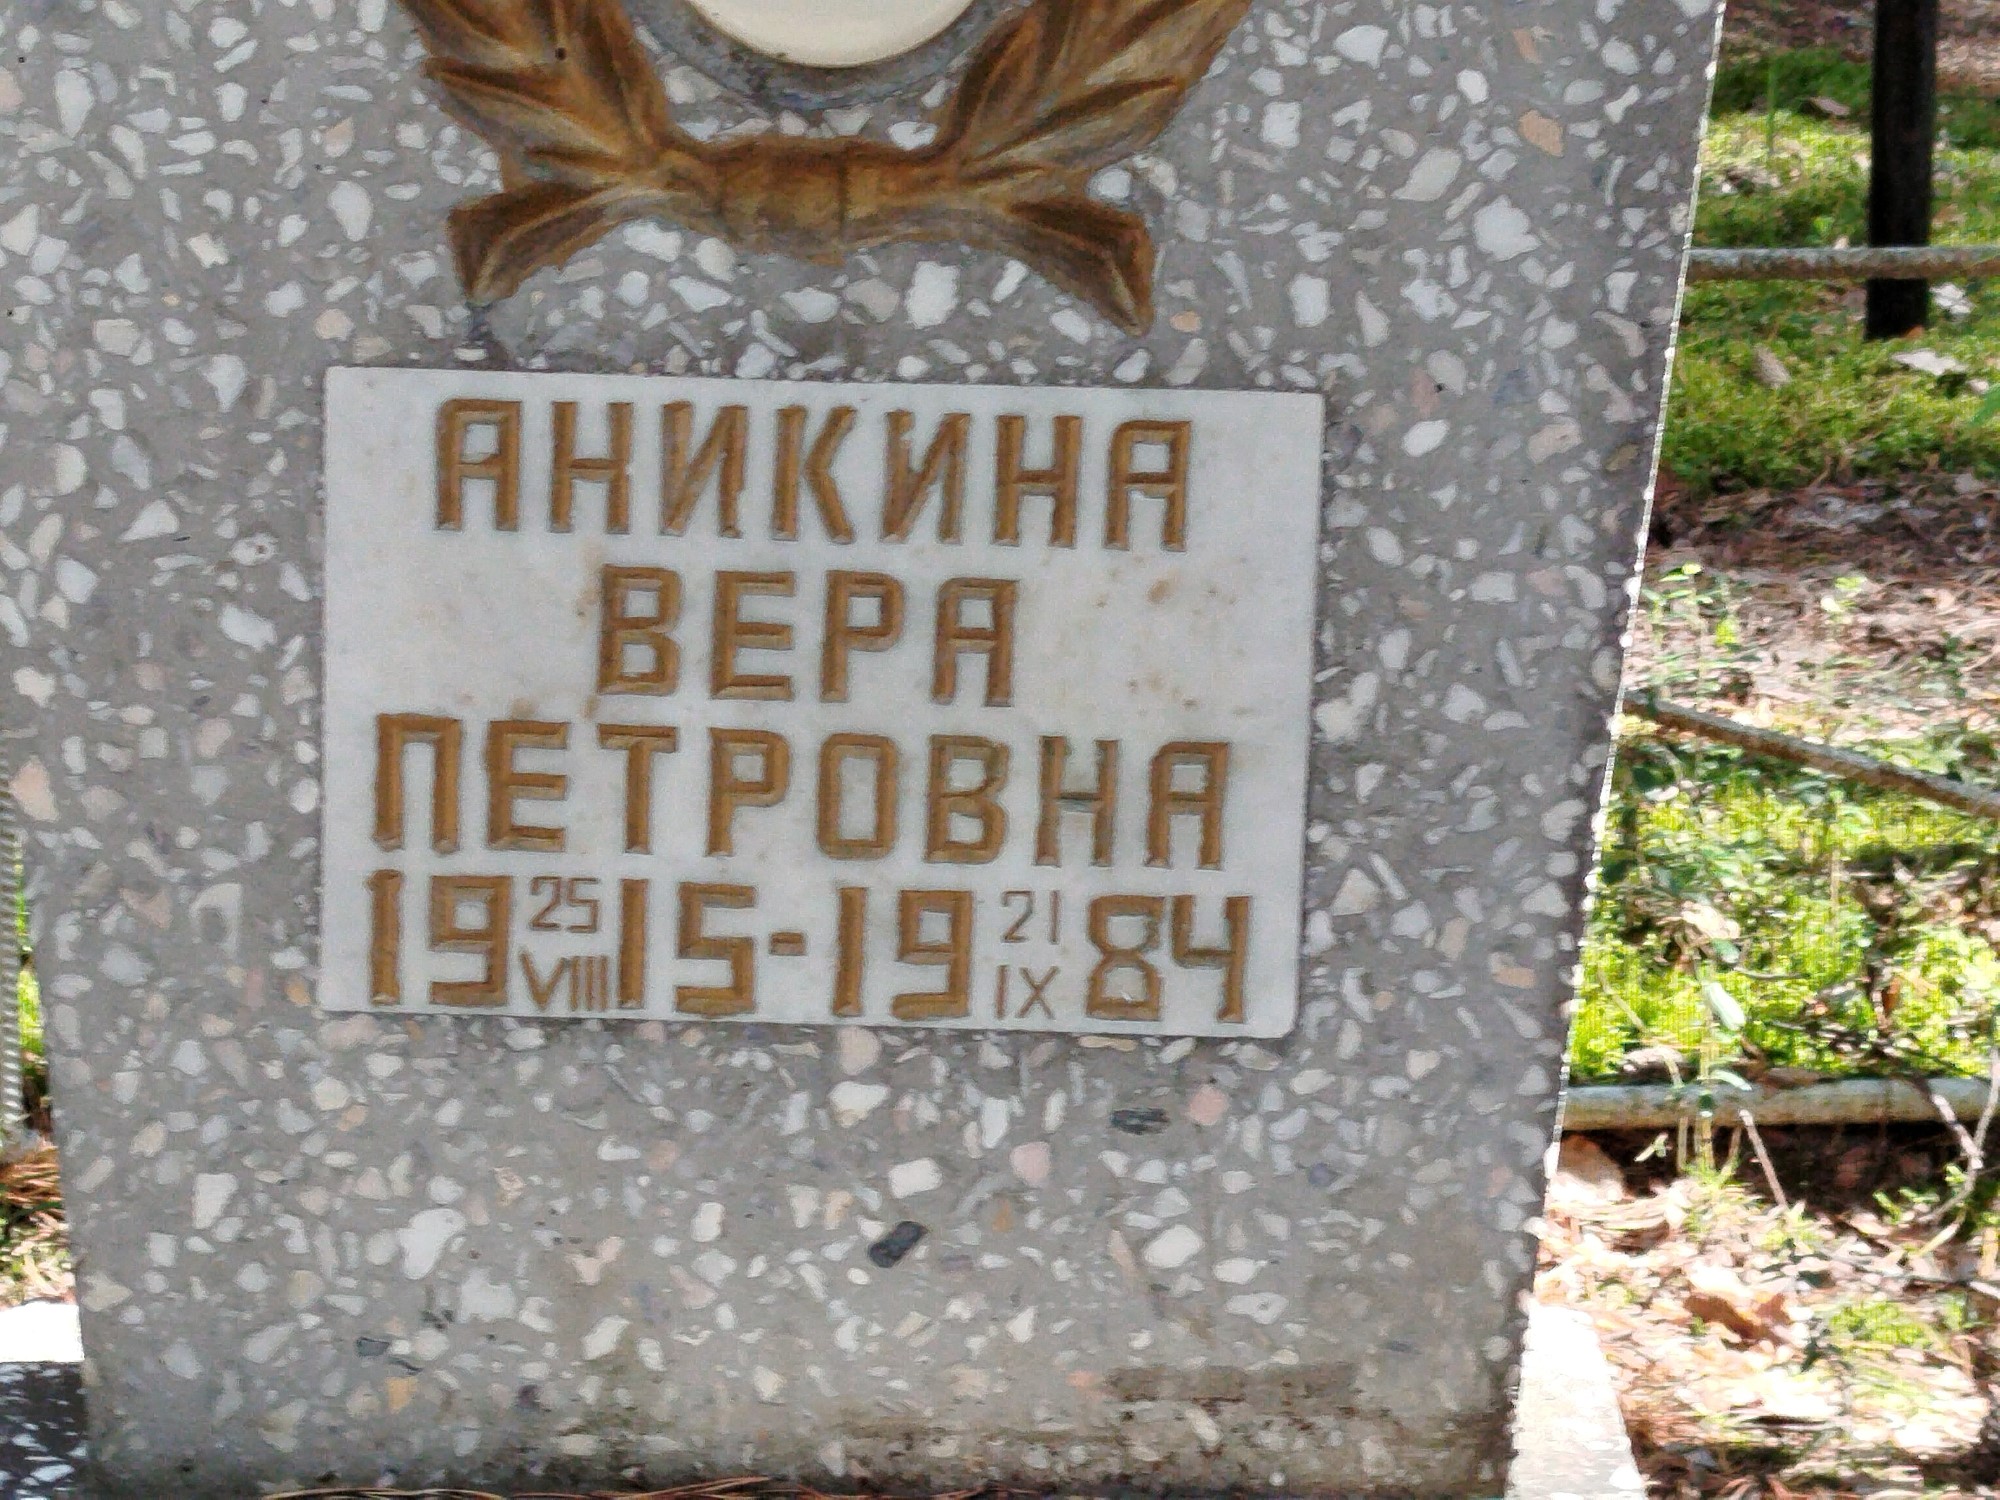 АНИКИНА
ВЕРА
ПЕТРОВНА
19 25 VIII 15-19 21 IX 84